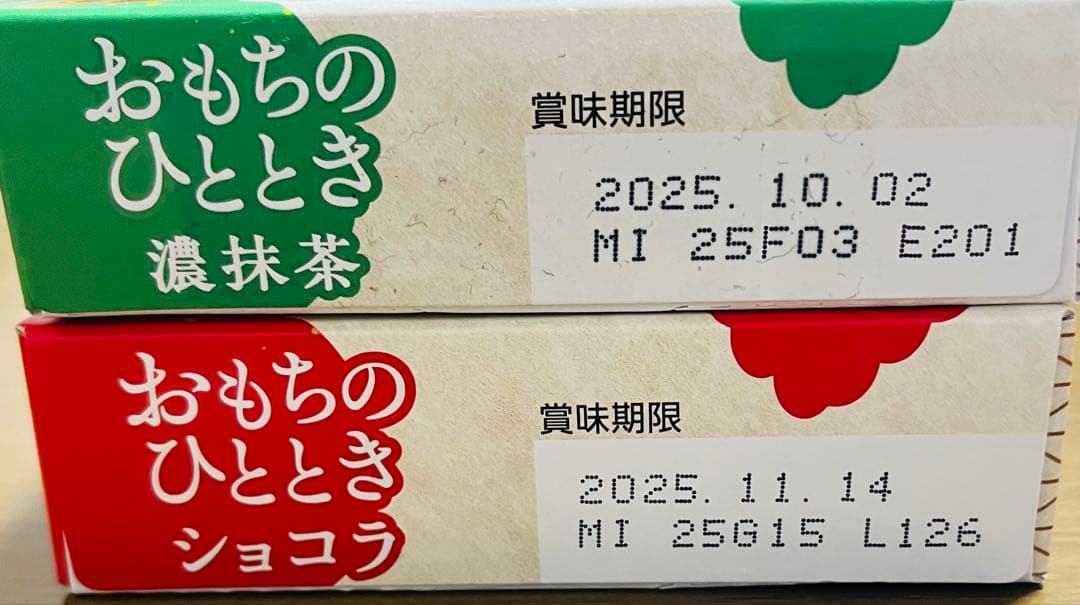 おもちの
ひととき
濃抹茶
賞味期限
2025. 10. 02
MI 25F03 E201
おもちの
ひととき
ショコラ
賞味期限
2025. 11. 14
MI 25G15 L126